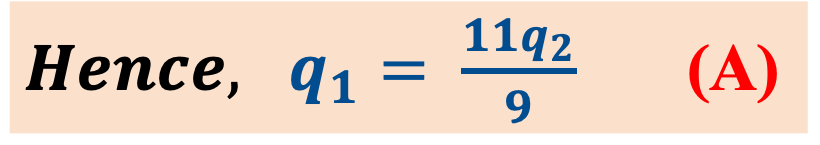 Hence, q₁ = 11q₂/9 (A)